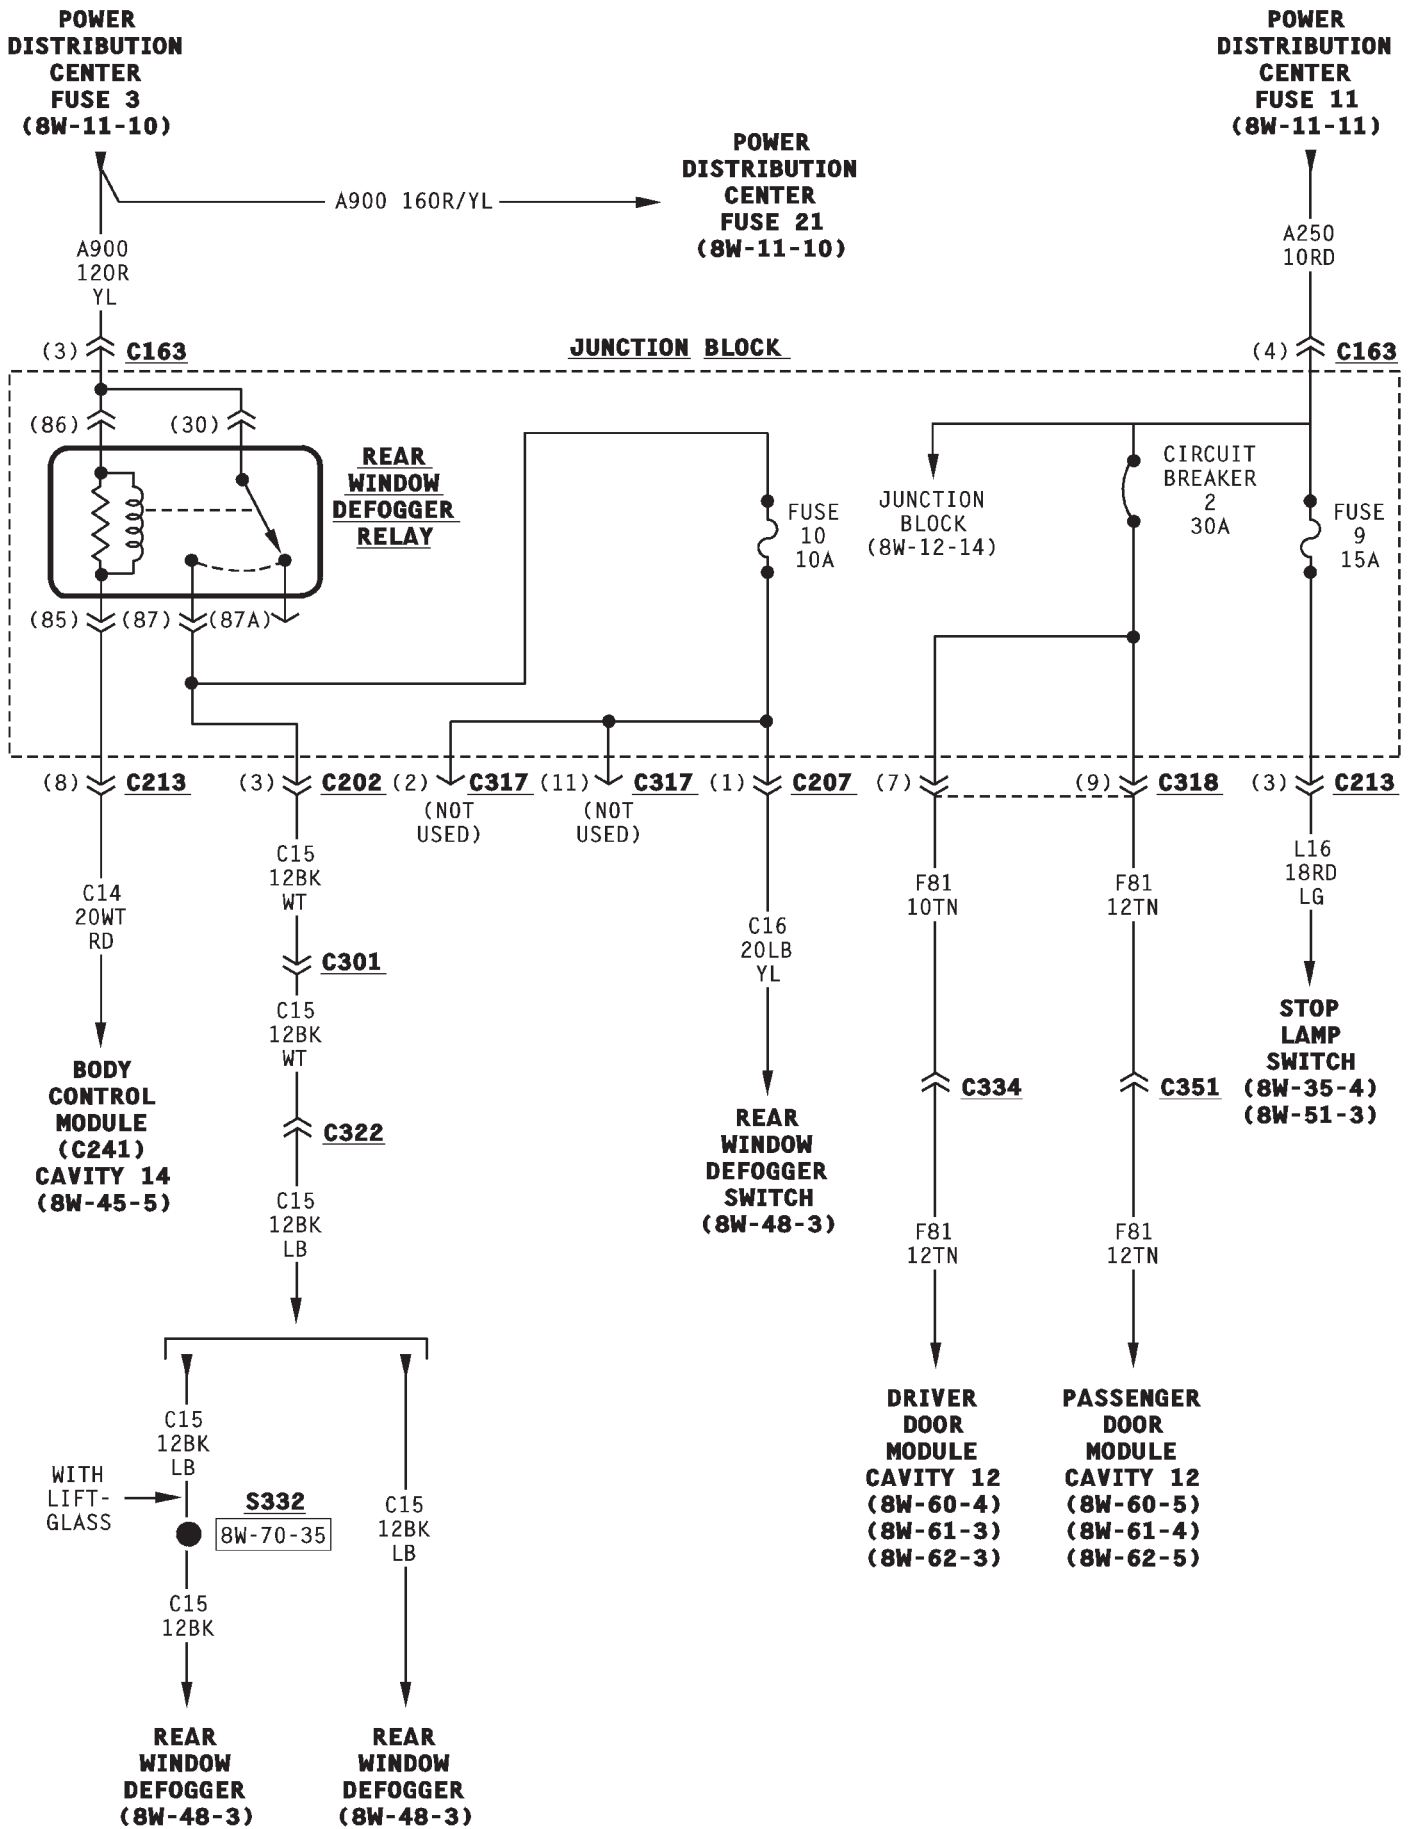 POWER
DISTRIBUTION
CENTER
FUSE 3
(8W-11-10)
POWER
DISTRIBUTION
CENTER
FUSE 11
(8W-11-11)
A900 160R/YL
POWER
DISTRIBUTION
CENTER
FUSE 21
(8W-11-10)
A900
120R
YL
A250
10RD
(3) C163
JUNCTION BLOCK
(4) C163
(86)
(30)
REAR
WINDOW
DEFOGGER
RELAY
FUSE
10
10A
JUNCTION
BLOCK
(8W-12-14)
CIRCUIT
BREAKER
2
30A
FUSE
9
15A
(85)
(87)
(87A)
(8) C213
(3) C202
(2) C317
(NOT
USED)
(11) C317
(NOT
USED)
(1) C207
(7)
(9) C318
(3) C213
C14
20WT
RD
BODY
CONTROL
MODULE
(C241)
CAVITY 14
(8W-45-5)
C15
12BK
WT
C301
C15
12BK
WT
C322
C15
12BK
LB
C16
20LB
YL
REAR
WINDOW
DEFOGGER
SWITCH
(8W-48-3)
F81
10TN
C334
F81
12TN
DRIVER
DOOR
MODULE
CAVITY 12
(8W-60-4)
(8W-61-3)
(8W-62-3)
F81
12TN
C351
F81
12TN
PASSENGER
DOOR
MODULE
CAVITY 12
(8W-60-5)
(8W-61-4)
(8W-62-5)
L16
18RD
LG
STOP
LAMP
SWITCH
(8W-35-4)
(8W-51-3)
C15
12BK
LB
WITH
LIFT-
GLASS
S332
8W-70-35
C15
12BK
REAR
WINDOW
DEFOGGER
(8W-48-3)
C15
12BK
LB
REAR
WINDOW
DEFOGGER
(8W-48-3)